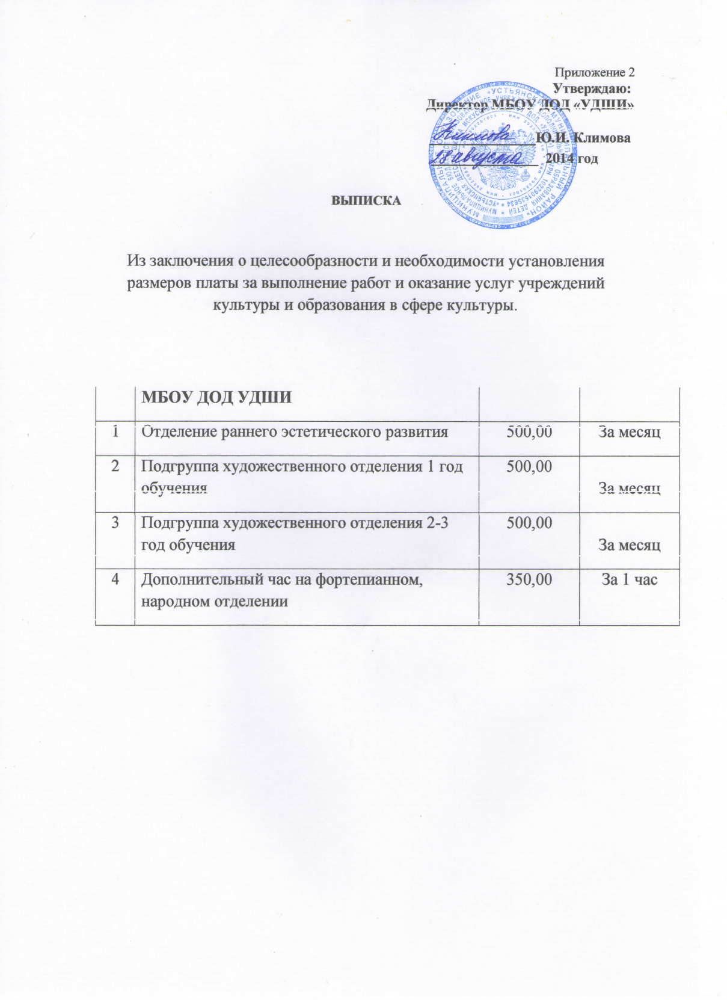 Приложение 2
Утверждаю:
Директор МБОУ ДОД «УДШИ»
Климова Ю.И. Климова
28 августа 2014 год
ВЫПИСКА
Из заключения о целесообразности и необходимости установления
размеров платы за выполнение работ и оказание услуг учреждений
культуры и образования в сфере культуры.
МБОУ ДОД УДШИ
1 Отделение раннего эстетического развития 500,00 За месяц
2 Подгруппа художественного отделения 1 год 500,00
обучения За месяц
3 Подгруппа художественного отделения 2-3 500,00
год обучения За месяц
4 Дополнительный час на фортепианном, 350,00 За 1 час
народном отделении